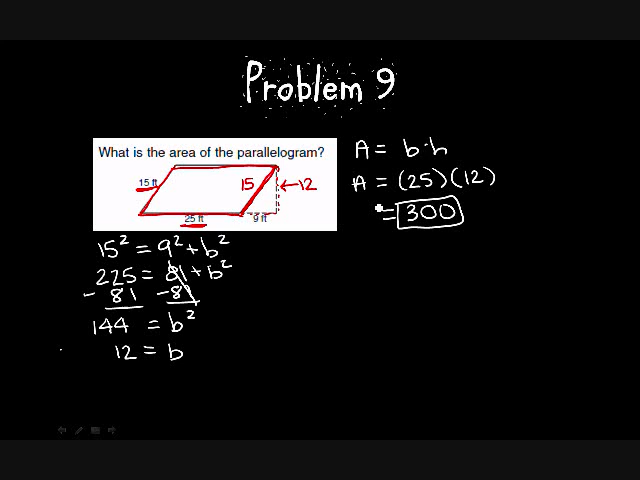 Problem 9
What is the area of the parallelogram?
15 ft
15
←12
25 ft
9 ft
A = b·h
A = (25)(12)
= 300
15² = 9² + b²
225 = 81 + b²
- 81 -81
144 = b²
12 = b